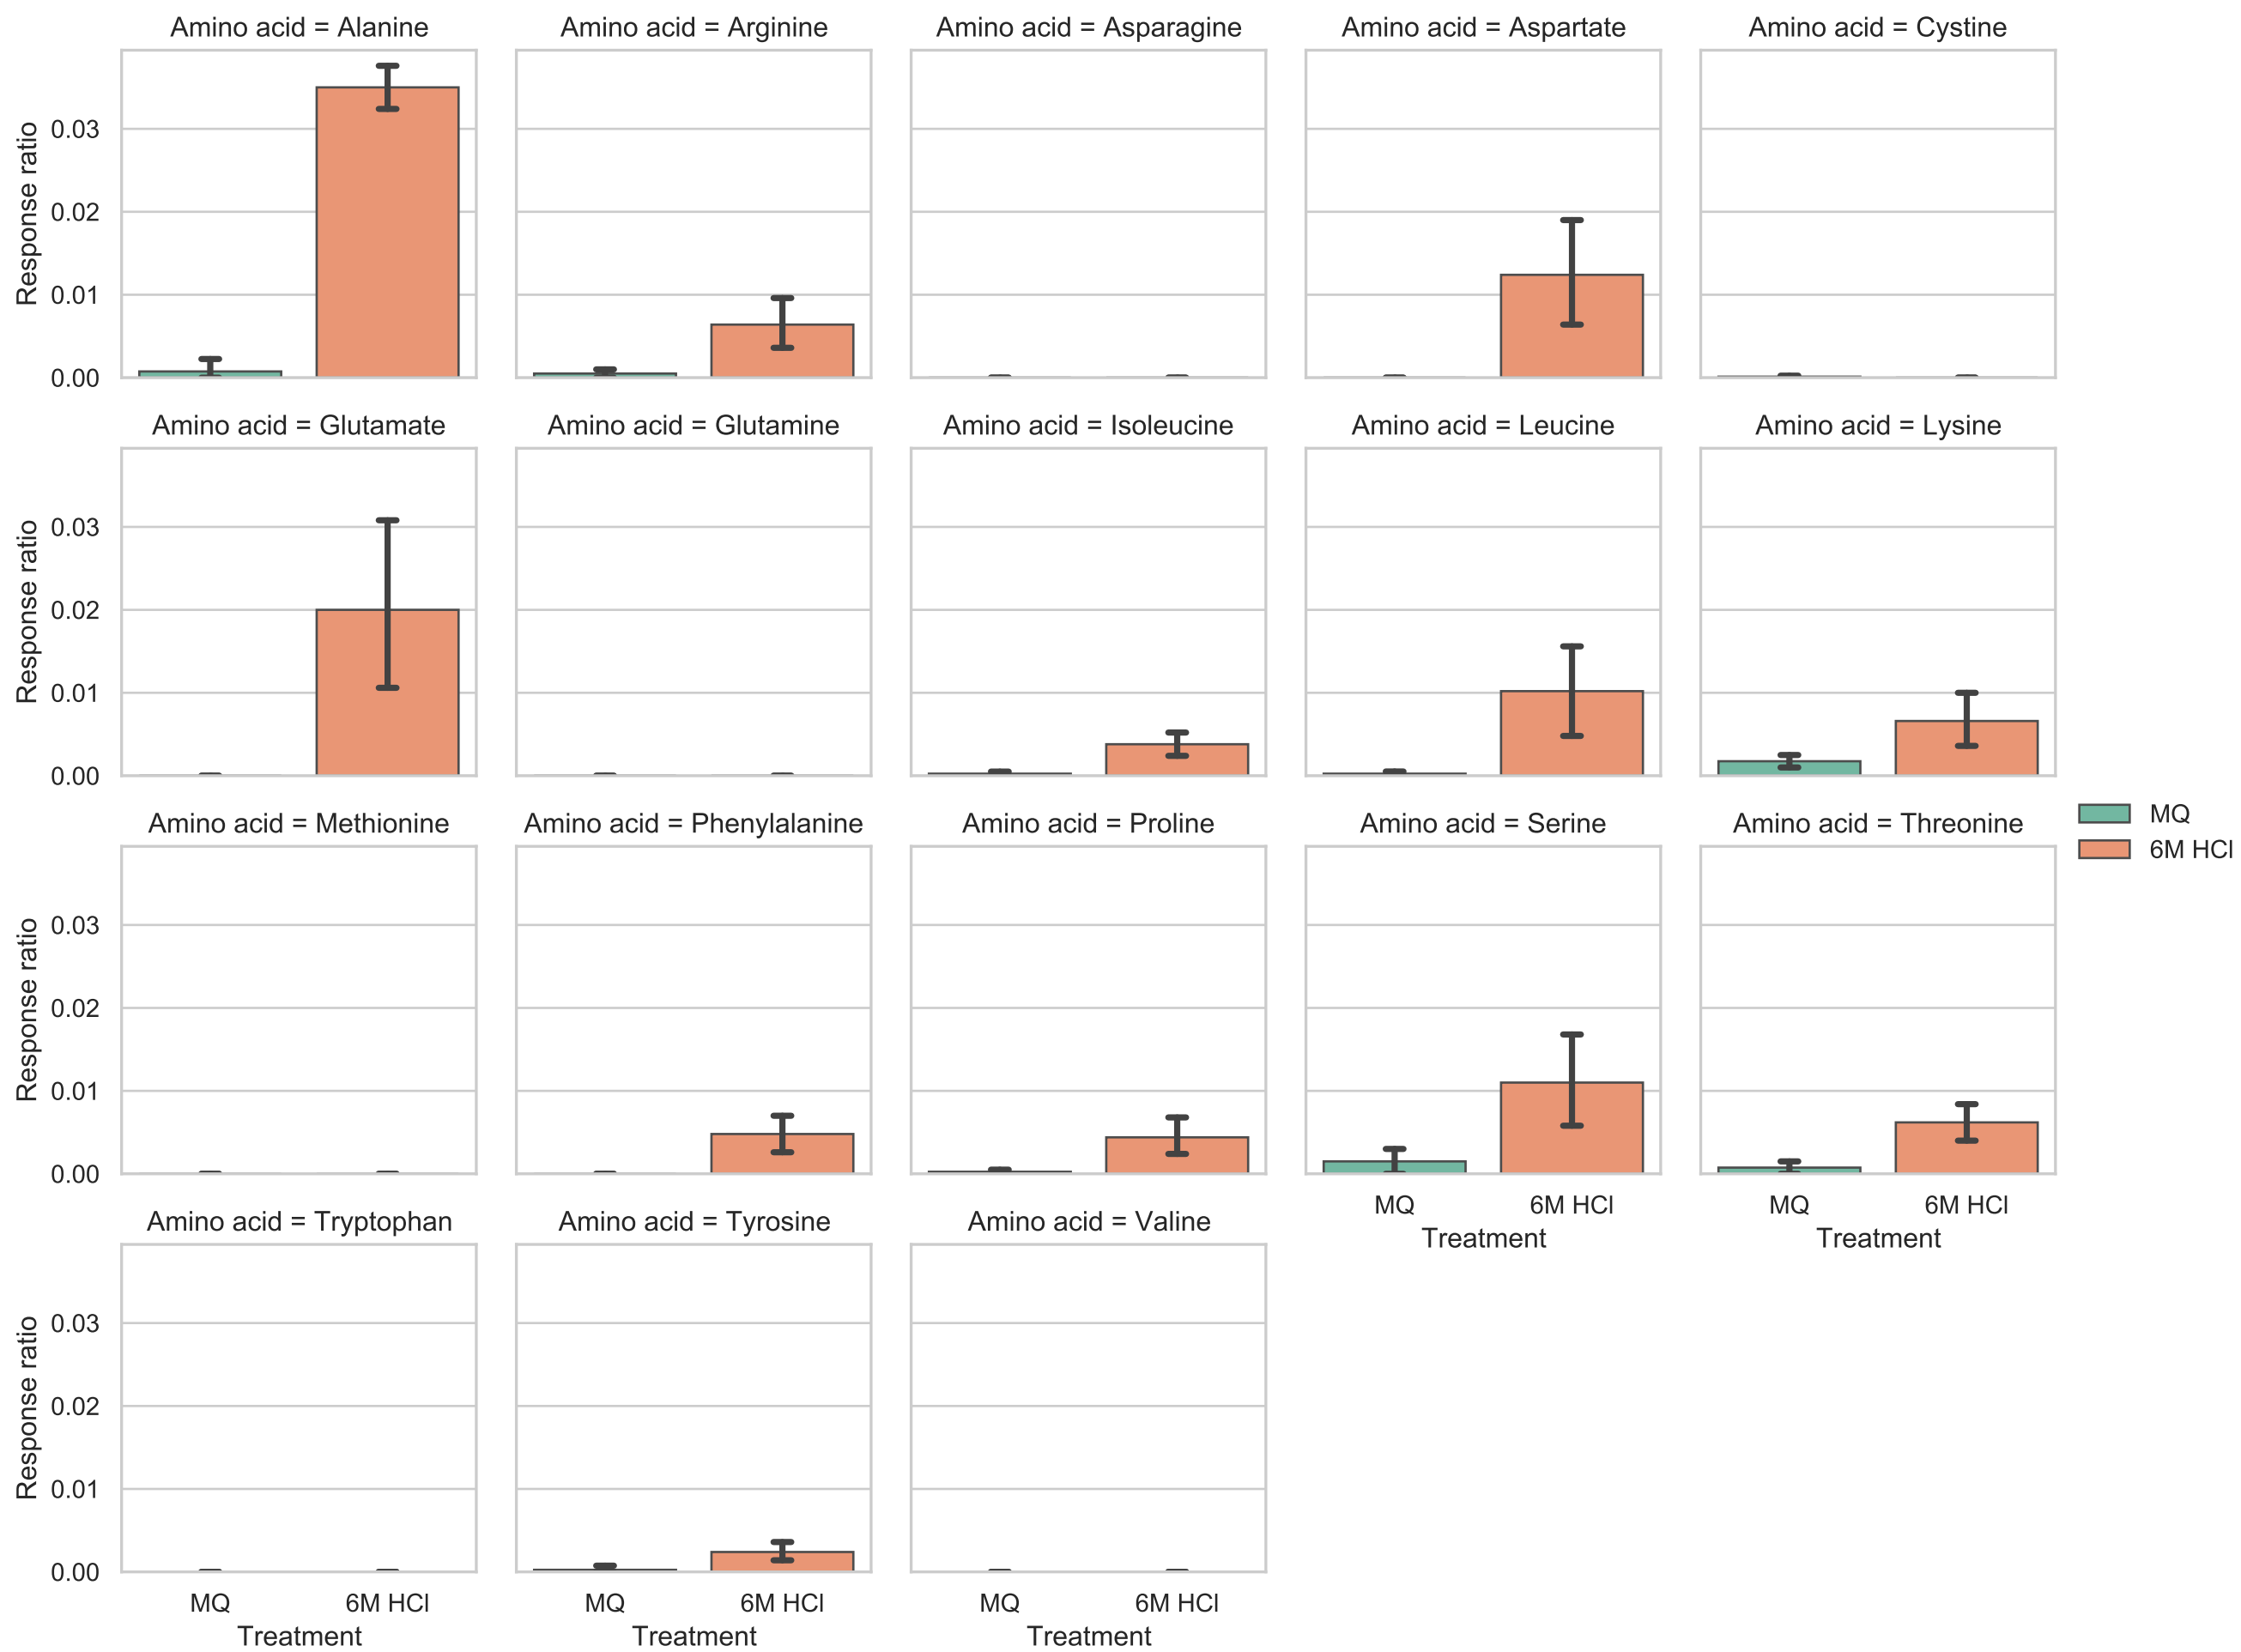 Amino acid = Alanine
Amino acid = Arginine
Amino acid = Asparagine
Amino acid = Aspartate
Amino acid = Cystine
Response ratio
0.03
0.02
0.01
0.00
Amino acid = Glutamate
Amino acid = Glutamine
Amino acid = Isoleucine
Amino acid = Leucine
Amino acid = Lysine
Response ratio
0.03
0.02
0.01
0.00
Amino acid = Methionine
Amino acid = Phenylalanine
Amino acid = Proline
Amino acid = Serine
Amino acid = Threonine
MQ
6M HCl
Response ratio
0.03
0.02
0.01
0.00
MQ
6M HCl
Treatment
MQ
6M HCl
Treatment
Amino acid = Tryptophan
Amino acid = Tyrosine
Amino acid = Valine
Response ratio
0.03
0.02
0.01
0.00
MQ
6M HCl
Treatment
MQ
6M HCl
Treatment
MQ
6M HCl
Treatment